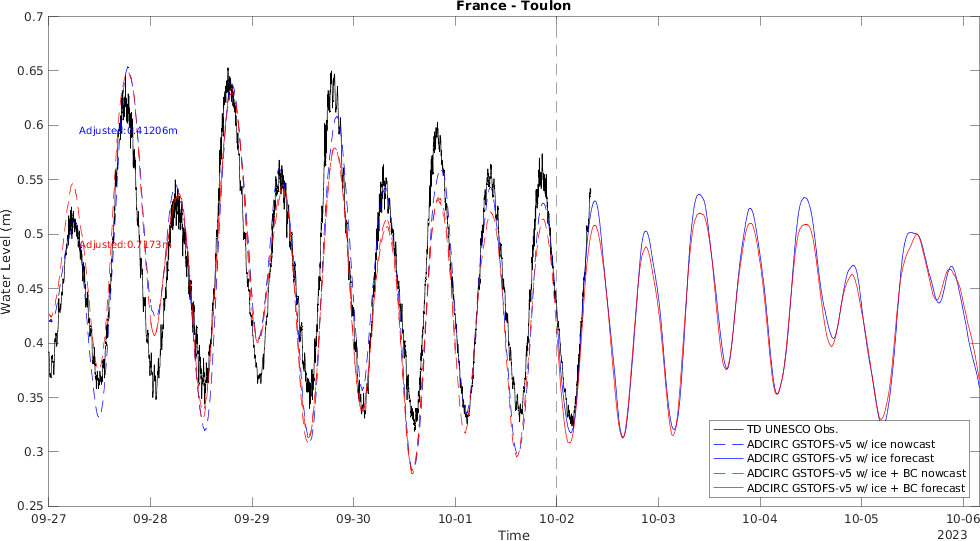 France - Toulon
0.7
0.65
0.6
0.55
0.5
0.45
0.4
0.35
0.3
0.25
Water Level (m)
Adjusted:0.41206m
Adjusted:0.7173m
TD UNESCO Obs.
ADCIRC GSTOFS-v5 w/ ice nowcast
ADCIRC GSTOFS-v5 w/ ice forecast
ADCIRC GSTOFS-v5 w/ ice + BC nowcast
ADCIRC GSTOFS-v5 w/ ice + BC forecast
09-27 09-28 09-29 09-30 10-01 10-02 10-03 10-04 10-05 10-06
Time
2023